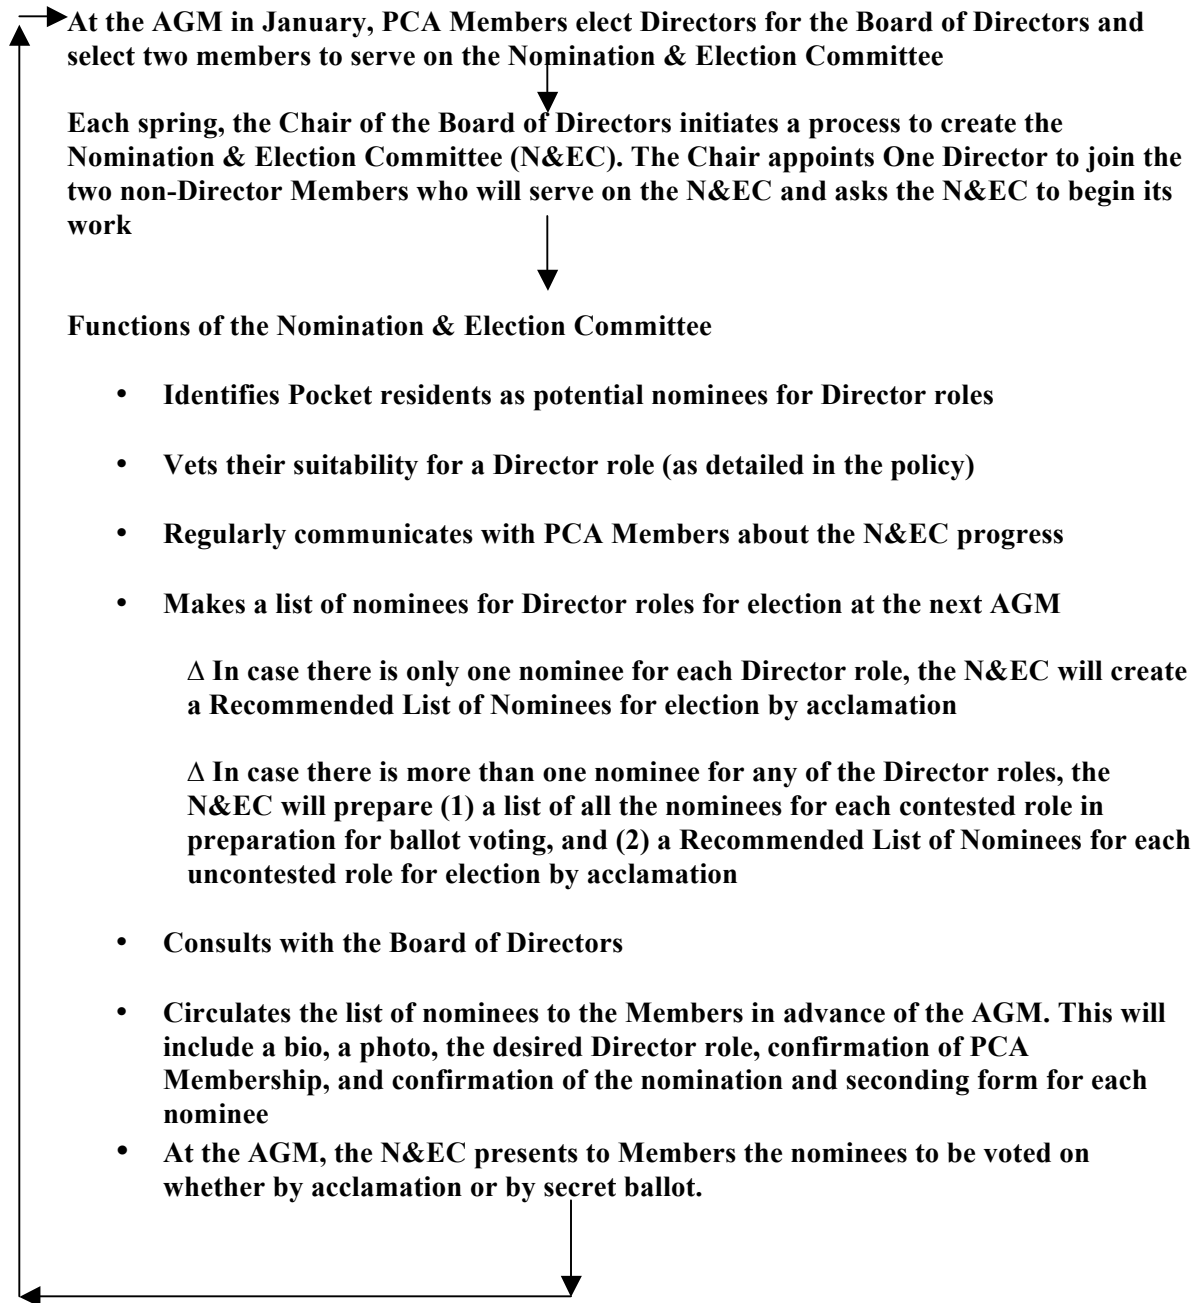 At the AGM in January, PCA Members elect Directors for the Board of Directors and
select two members to serve on the Nomination & Election Committee
Each spring, the Chair of the Board of Directors initiates a process to create the
Nomination & Election Committee (N&EC). The Chair appoints One Director to join the
two non-Director Members who will serve on the N&EC and asks the N&EC to begin its
work
Functions of the Nomination & Election Committee
• Identifies Pocket residents as potential nominees for Director roles
• Vets their suitability for a Director role (as detailed in the policy)
• Regularly communicates with PCA Members about the N&EC progress
• Makes a list of nominees for Director roles for election at the next AGM
∆ In case there is only one nominee for each Director role, the N&EC will create
a Recommended List of Nominees for election by acclamation
∆ In case there is more than one nominee for any of the Director roles, the
N&EC will prepare (1) a list of all the nominees for each contested role in
preparation for ballot voting, and (2) a Recommended List of Nominees for each
uncontested role for election by acclamation
• Consults with the Board of Directors
• Circulates the list of nominees to the Members in advance of the AGM. This will
include a bio, a photo, the desired Director role, confirmation of PCA
Membership, and confirmation of the nomination and seconding form for each
nominee
• At the AGM, the N&EC presents to Members the nominees to be voted on
whether by acclamation or by secret ballot.